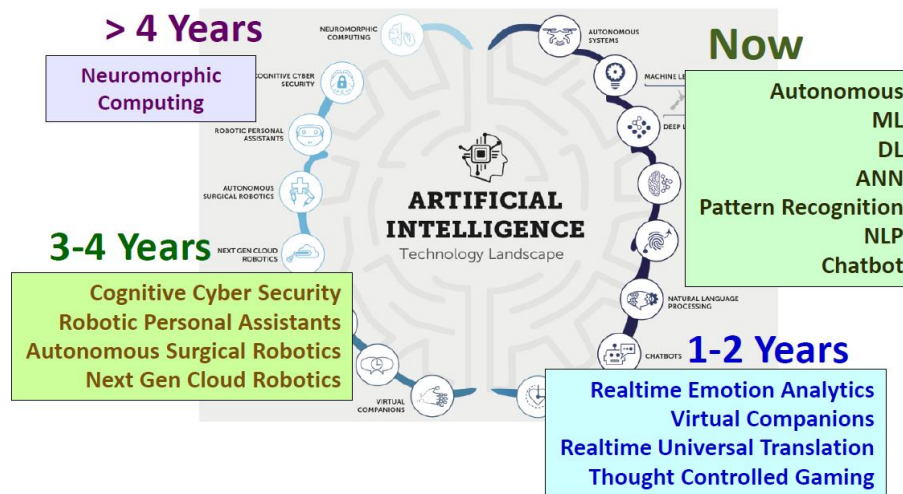 > 4 Years
Neuromorphic
Computing
NEUROMORPHIC
COMPUTING
COGNITIVE CYBER
SECURITY
ROBOTIC PERSONAL
ASSISTANTS
AUTONOMOUS
SURGICAL ROBOTICS
NEXT GEN CLOUD
ROBOTICS
3-4 Years
Cognitive Cyber Security
Robotic Personal Assistants
Autonomous Surgical Robotics
Next Gen Cloud Robotics
VIRTUAL
COMPANIONS
ARTIFICIAL
INTELLIGENCE
Technology Landscape
AUTONOMOUS
SYSTEMS
MACHINE LE
DEEP L
NATURAL LANGUAGE
PROCESSING
CHATBOTS
Now
Autonomous
ML
DL
ANN
Pattern Recognition
NLP
Chatbot
1-2 Years
Realtime Emotion Analytics
Virtual Companions
Realtime Universal Translation
Thought Controlled Gaming